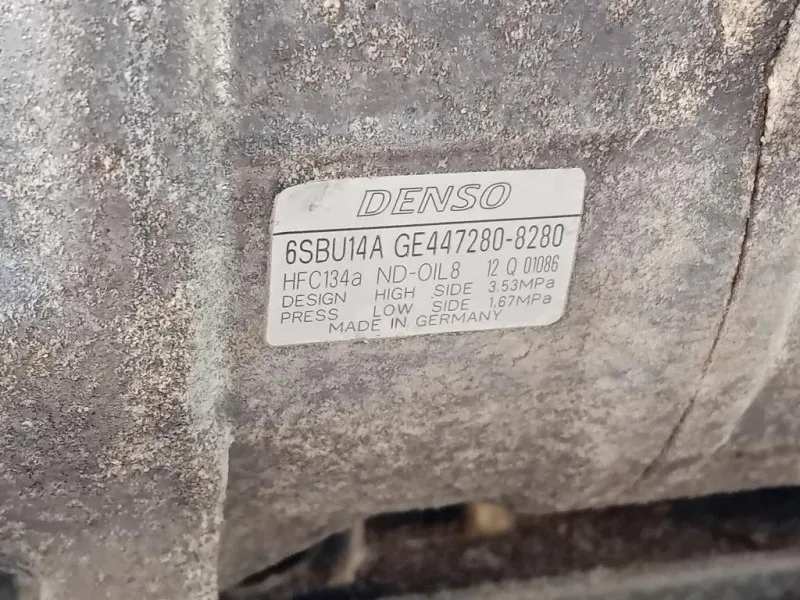 DENSO
6SBU14A GE447280-8280
HFC134a ND-OIL8 12 Q 01086
DESIGN HIGH SIDE 3.53MPa
PRESS LOW SIDE 1.67MPa
MADE IN GERMANY